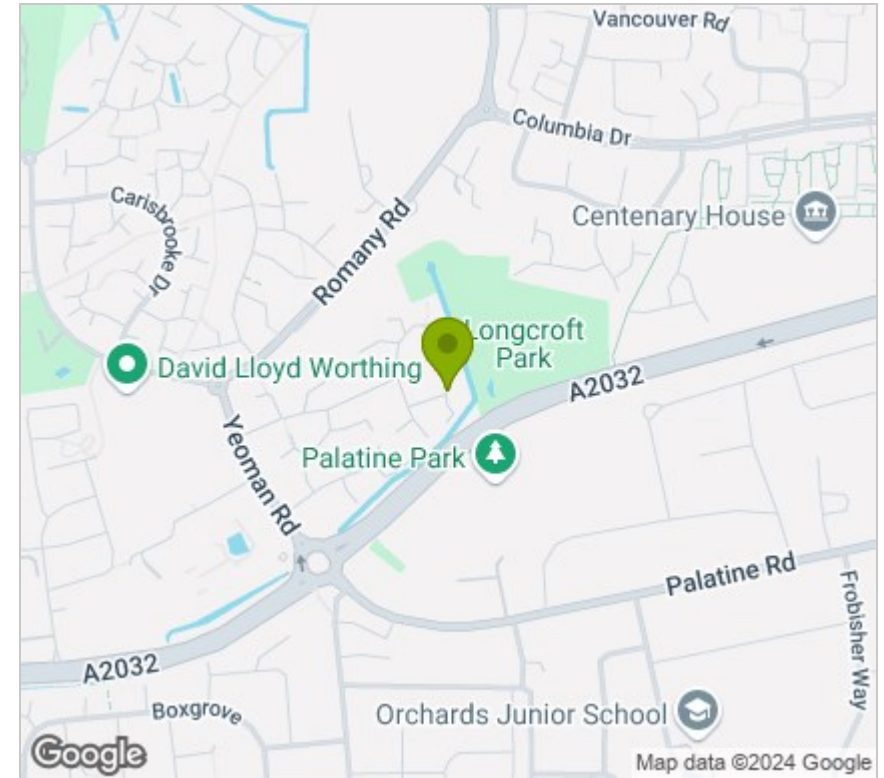 Vancouver Rd
Columbia Dr
Carisbrooke Dr
Centenary House
Romany Rd
Longcroft
Park
David Lloyd Worthing
A2032
Yeoman Rd
Palatine Park
Palatine Rd
Frobisher Way
A2032
Boxgrove
Orchards Junior School
Google
Map data ©2024 Google